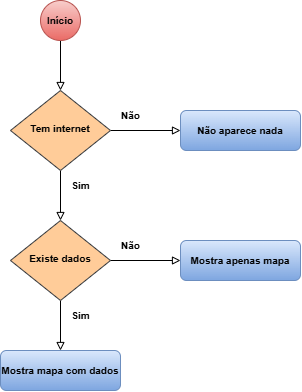 Início
Tem internet
Não
Não aparece nada
Sim
Existe dados
Não
Mostra apenas mapa
Sim
Mostra mapa com dados